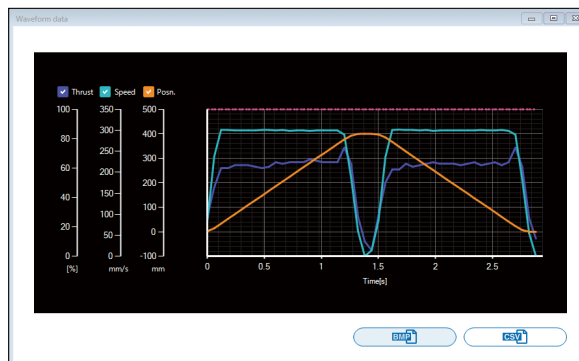 Waveform data
Thrust Speed Posn.
100 350 500
80 300 400
60 250 300
200 200
40 150 100
20 100 0
50
0 0 -100
[%] mm/s mm
0 0.5 1 1.5 2 2.5
Time[s]
BMP CSV